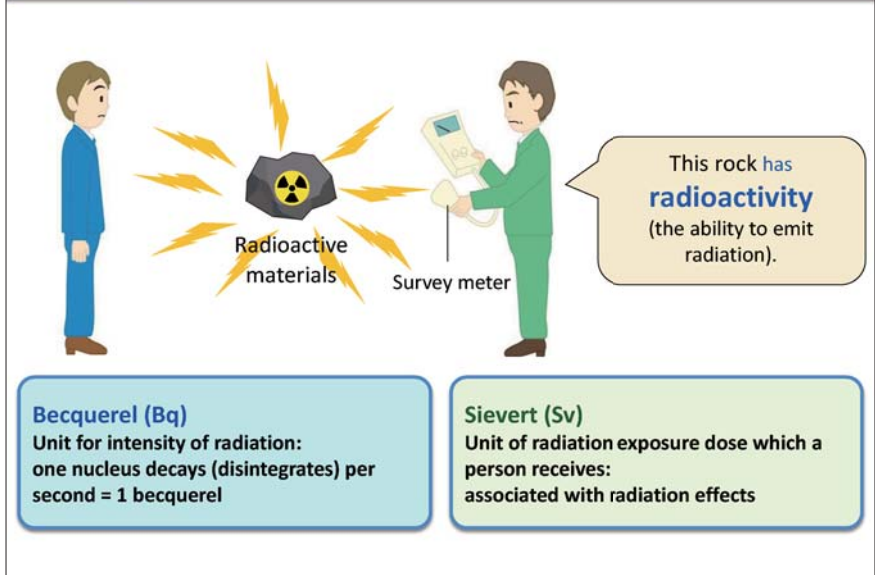 This rock has
radioactivity
(the ability to emit
radiation).
Radioactive
materials
Survey meter
Becquerel (Bq)
Unit for intensity of radiation:
one nucleus decays (disintegrates) per
second = 1 becquerel
Sievert (Sv)
Unit of radiation exposure dose which a
person receives:
associated with radiation effects